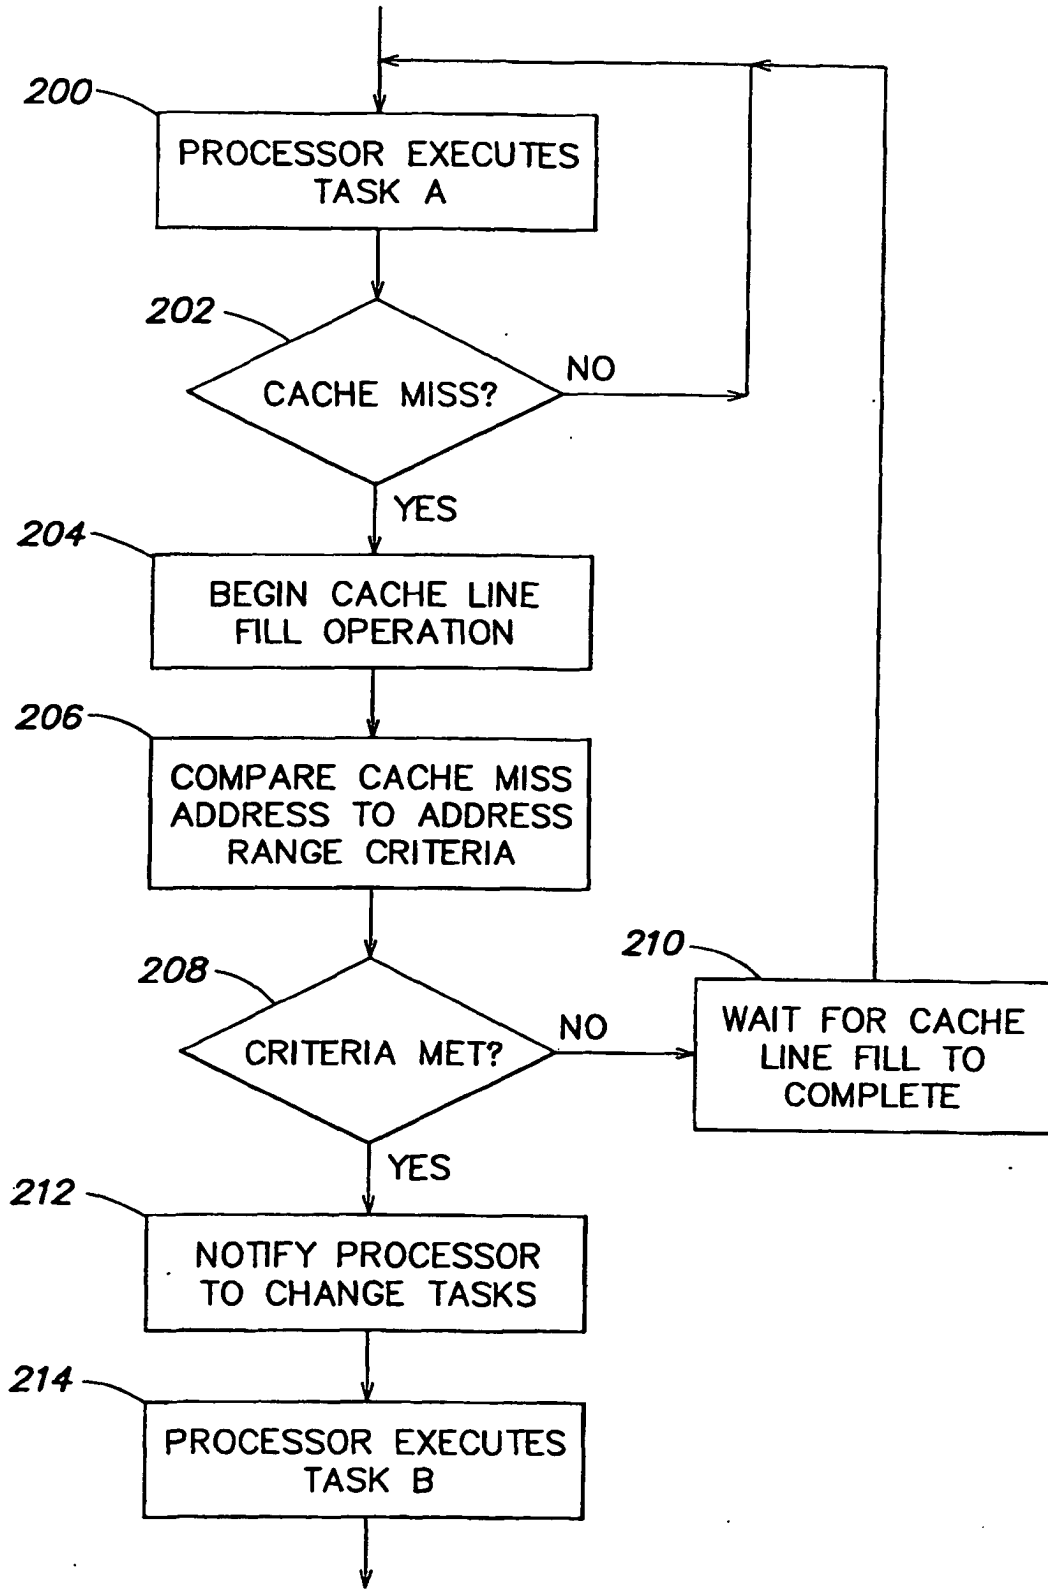 200
PROCESSOR EXECUTES
TASK A
202
CACHE MISS?
NO
YES
204
BEGIN CACHE LINE
FILL OPERATION
206
COMPARE CACHE MISS
ADDRESS TO ADDRESS
RANGE CRITERIA
208
CRITERIA MET?
NO
210
WAIT FOR CACHE
LINE FILL TO
COMPLETE
YES
212
NOTIFY PROCESSOR
TO CHANGE TASKS
214
PROCESSOR EXECUTES
TASK B